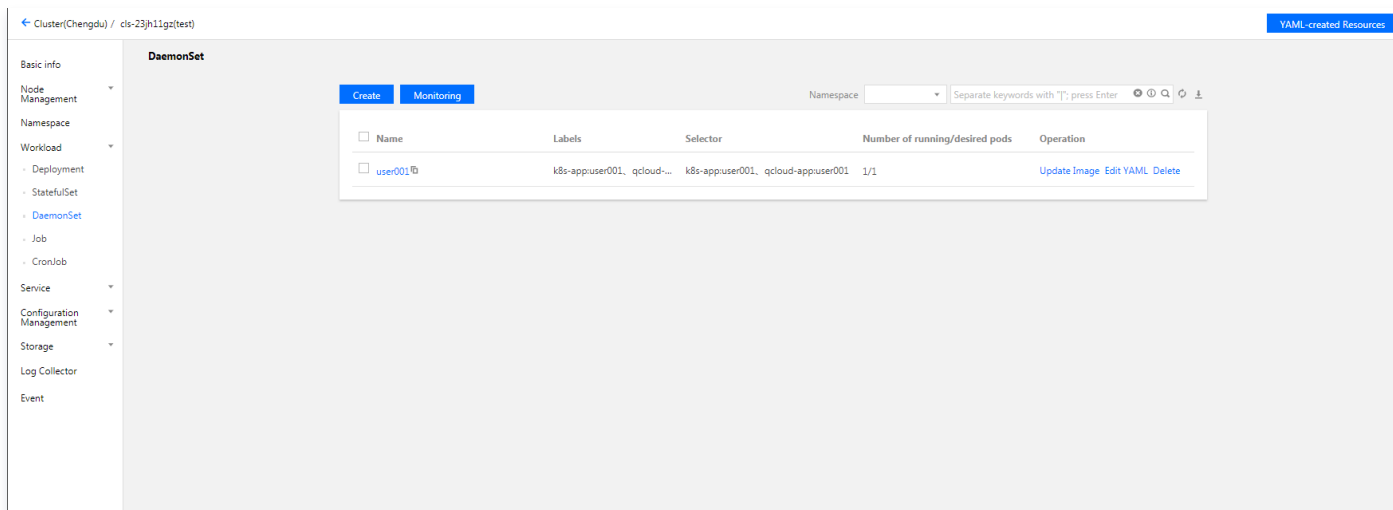 Cluster(Chengdu) / cls-23jh11gz(test)
YAML-created Resources
Basic info
Node Management
Namespace
Workload
Deployment
StatefulSet
DaemonSet
Job
CronJob
Service
Configuration Management
Storage
Log Collector
Event
DaemonSet
Create Monitoring Namespace Separate keywords with "|"; press Enter
Name Labels Selector Number of running/desired pods Operation
user001 k8s-app:user001、qcloud-... k8s-app:user001、qcloud-app:user001 1/1 Update Image Edit YAML Delete